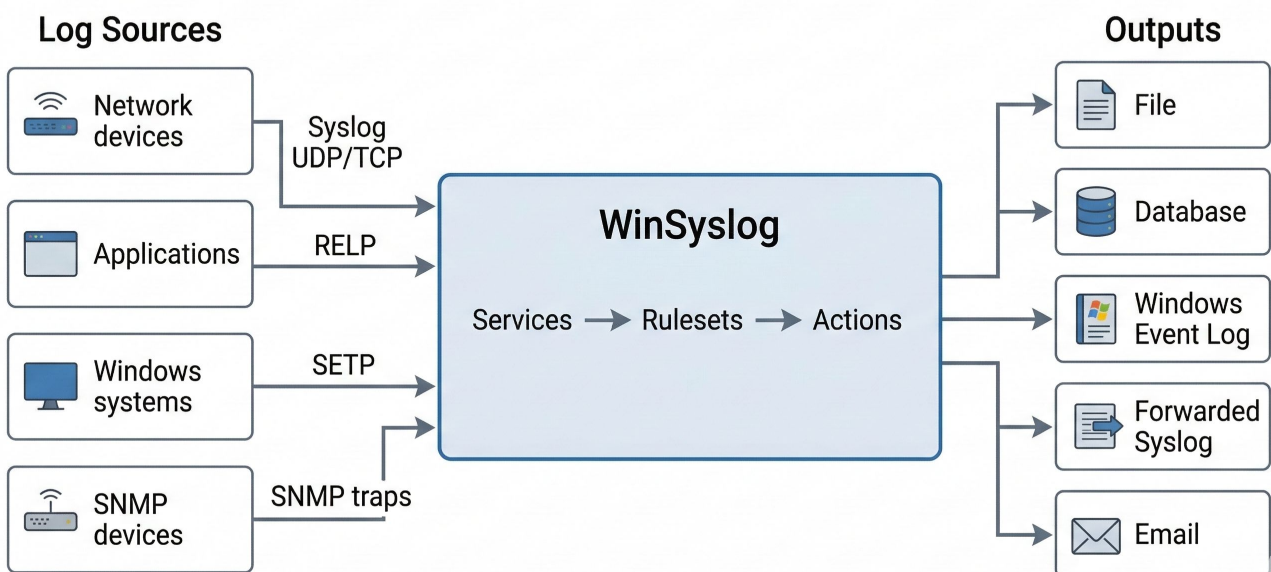 Log Sources
Network
devices
Applications
Windows
systems
SNMP
devices
Syslog
UDP/TCP
RELP
SETP
SNMP traps
WinSyslog
Services
Rulesets
Actions
Outputs
File
Database
Windows
Event Log
Forwarded
Syslog
Email